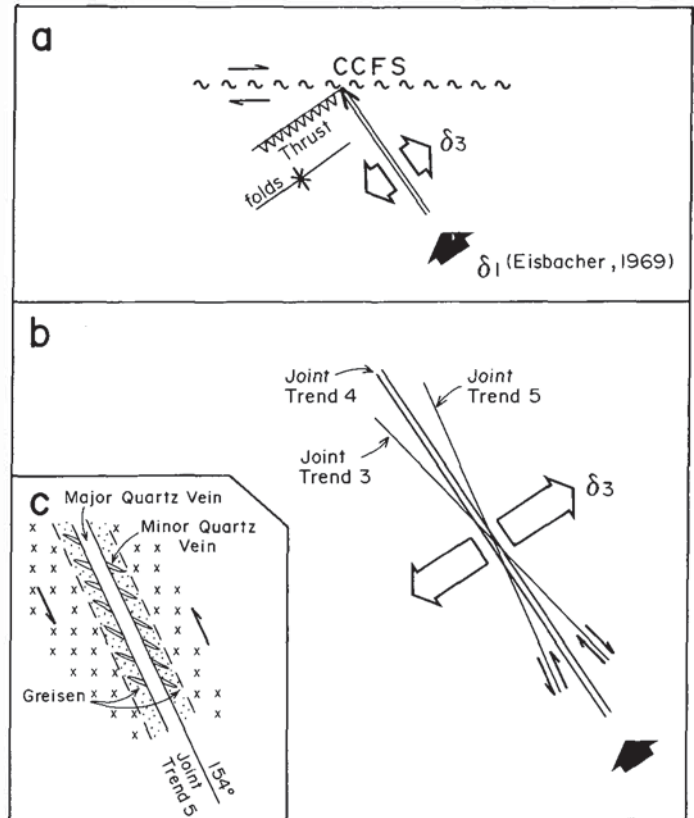 a
CCFS
Thrust
folds
δ3
δ1 (Eisbacher, 1969)
b
Joint
Trend 4
Joint
Trend 5
Joint
Trend 3
δ3
c
Major Quartz Vein
Minor Quartz
Vein
Greisen
Joint
Trend 5
154°